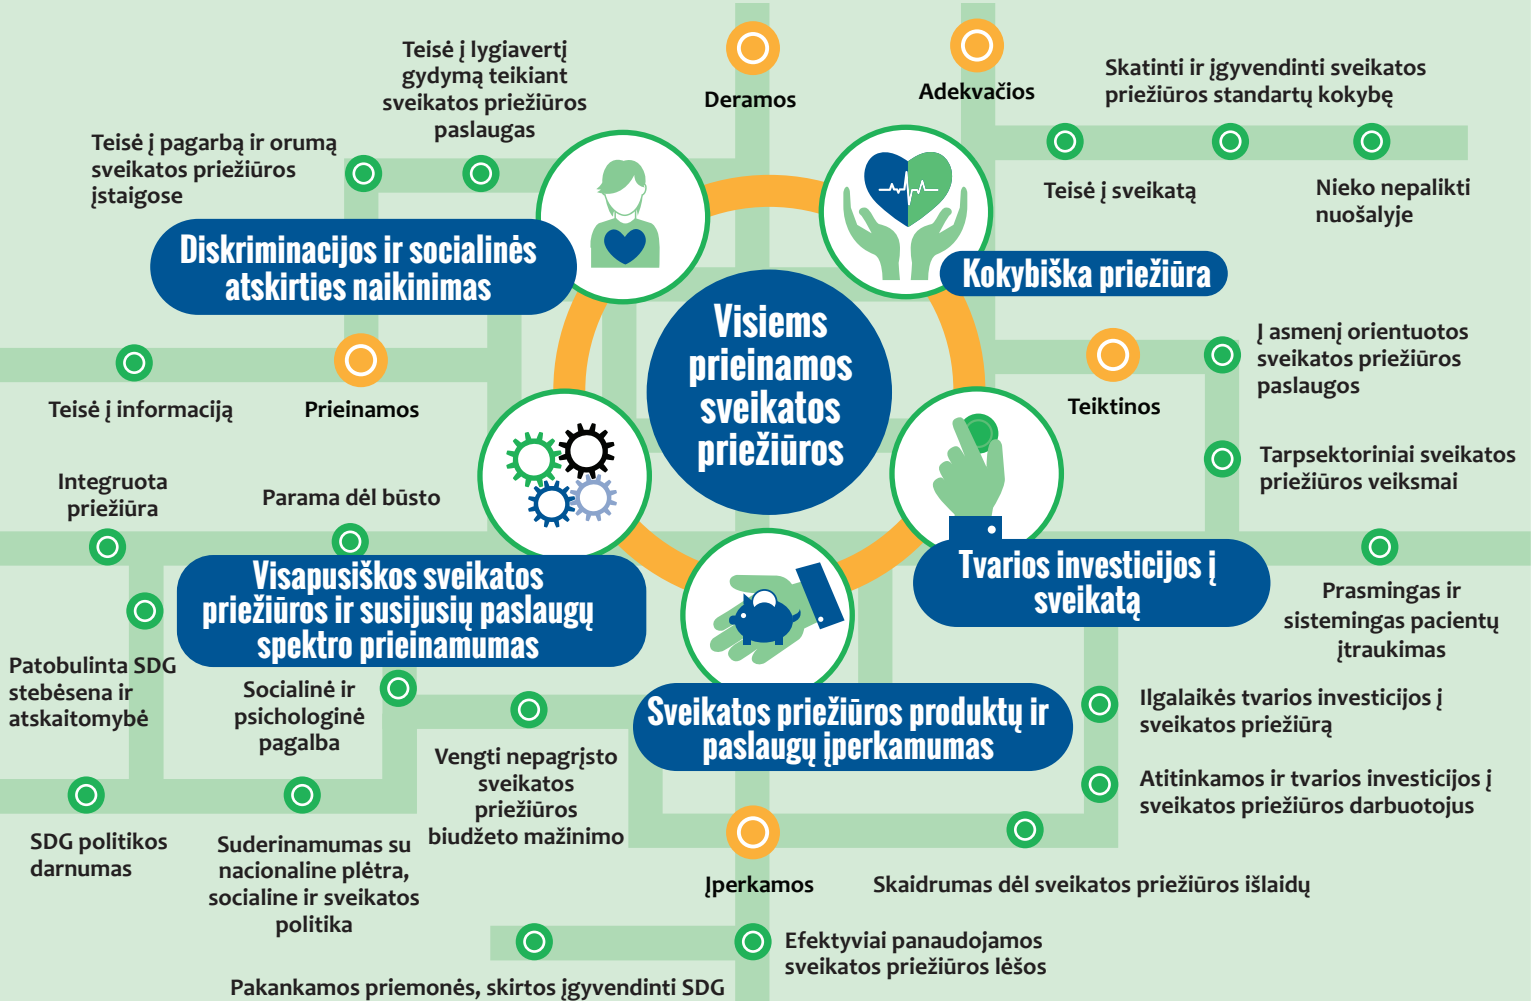 Teisė į lygiavertį
gydymą teikiant
sveikatos priežiūros
paslaugas
Deramos
Adekvačios
Skatinti ir įgyvendinti sveikatos
priežiūros standartų kokybę
Teisė į pagarbą ir orumą
sveikatos priežiūros
įstaigose
Teisė į sveikatą
Nieko nepalikti
nuošalyje
Diskriminacijos ir socialinės
atskirties naikinimas
Kokybiška priežiūra
Visiems
prieinamos
sveikatos
priežiūros
Į asmenį orientuotos
sveikatos priežiūros
paslaugos
Teisė į informaciją
Prieinamos
Teiktinos
Tarpsektoriniai sveikatos
priežiūros veiksmai
Integruota
priežiūra
Parama dėl būsto
Visapusiškos sveikatos
priežiūros ir susijusių paslaugų
spektro prieinamumas
Tvarios investicijos į
sveikatą
Prasmingas ir
sistemingas pacientų
įtraukimas
Patobulinta SDG
stebėsena ir
atskaitomybė
Socialinė ir
psichologinė
pagalba
Sveikatos priežiūros produktų ir
paslaugų įperkamumas
Ilgalaikės tvarios investicijos į
sveikatos priežiūrą
Vengti nepagrįsto
sveikatos
priežiūros
biudžeto mažinimo
Atitinkamos ir tvarios investicijos į
sveikatos priežiūros darbuotojus
SDG politikos
darnumas
Suderinamumas su
nacionaline plėtra,
socialine ir sveikatos
politika
Įperkamos
Skaidrumas dėl sveikatos priežiūros išlaidų
Efektyviai panaudojamos
sveikatos priežiūros lėšos
Pakankamos priemonės, skirtos įgyvendinti SDG